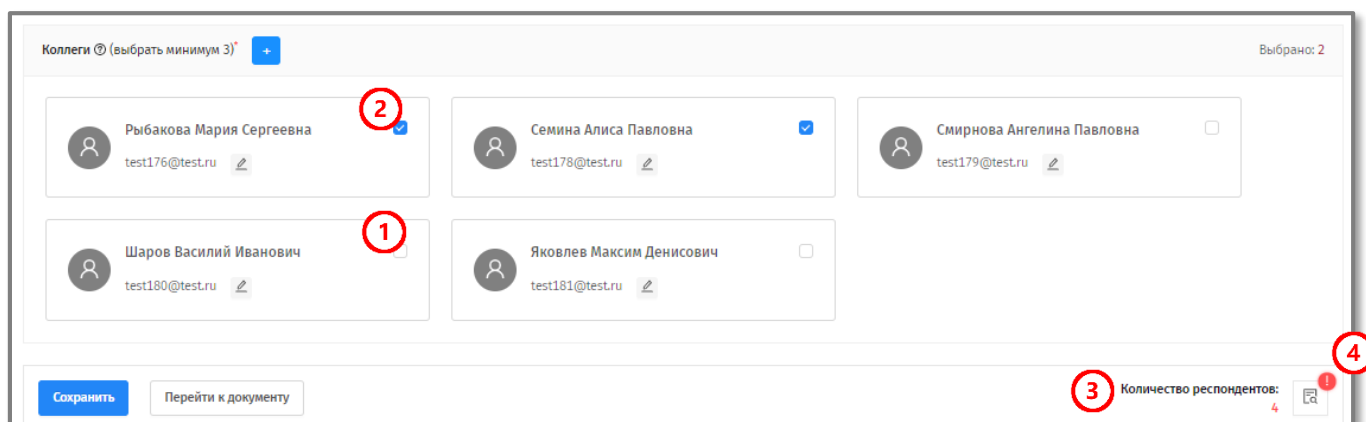 Коллеги ? (выбрать минимум 3)* + Выбрано: 2
2
Рыбакова Мария Сергеевна
test176@test.ru
Семина Алиса Павловна
test178@test.ru
Смирнова Ангелина Павловна
test179@test.ru
1
Шаров Василий Иванович
test180@test.ru
Яковлев Максим Денисович
test181@test.ru
4
Сохранить
Перейти к документу
3
Количество респондентов:
4
!